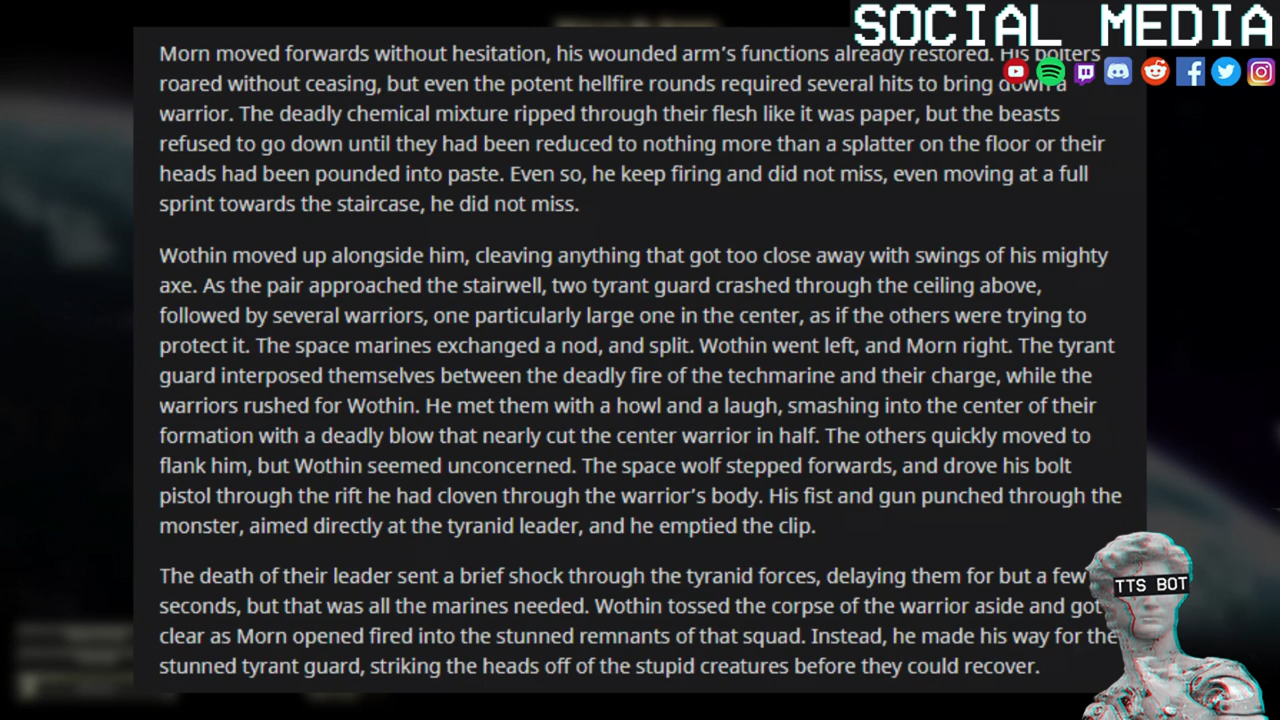 SOCIAL MEDIA
Morn moved forwards without hesitation, his wounded arm's functions already restored. His bolters
roared without ceasing, but even the potent hellfire rounds required several hits to bring down a
warrior. The deadly chemical mixture ripped through their flesh like it was paper, but the beasts
refused to go down until they had been reduced to nothing more than a splatter on the floor or their
heads had been pounded into paste. Even so, he keep firing and did not miss, even moving at a full
sprint towards the staircase, he did not miss.
Wothin moved up alongside him, cleaving anything that got too close away with swings of his mighty
axe. As the pair approached the stairwell, two tyrant guard crashed through the ceiling above,
followed by several warriors, one particularly large one in the center, as if the others were trying to
protect it. The space marines exchanged a nod, and split. Wothin went left, and Morn right. The tyrant
guard interposed themselves between the deadly fire of the techmarine and their charge, while the
warriors rushed for Wothin. He met them with a howl and a laugh, smashing into the center of their
formation with a deadly blow that nearly cut the center warrior in half. The others quickly moved to
flank him, but Wothin seemed unconcerned. The space wolf stepped forwards, and drove his bolt
pistol through the rift he had cloven through the warrior's body. His fist and gun punched through the
monster, aimed directly at the tyranid leader, and he emptied the clip.
The death of their leader sent a brief shock through the tyranid forces, delaying them for but a few
seconds, but that was all the marines needed. Wothin tossed the corpse of the warrior aside and got
clear as Morn opened fired into the stunned remnants of that squad. Instead, he made his way for the
stunned tyrant guard, striking the heads off of the stupid creatures before they could recover.
TTS BOT